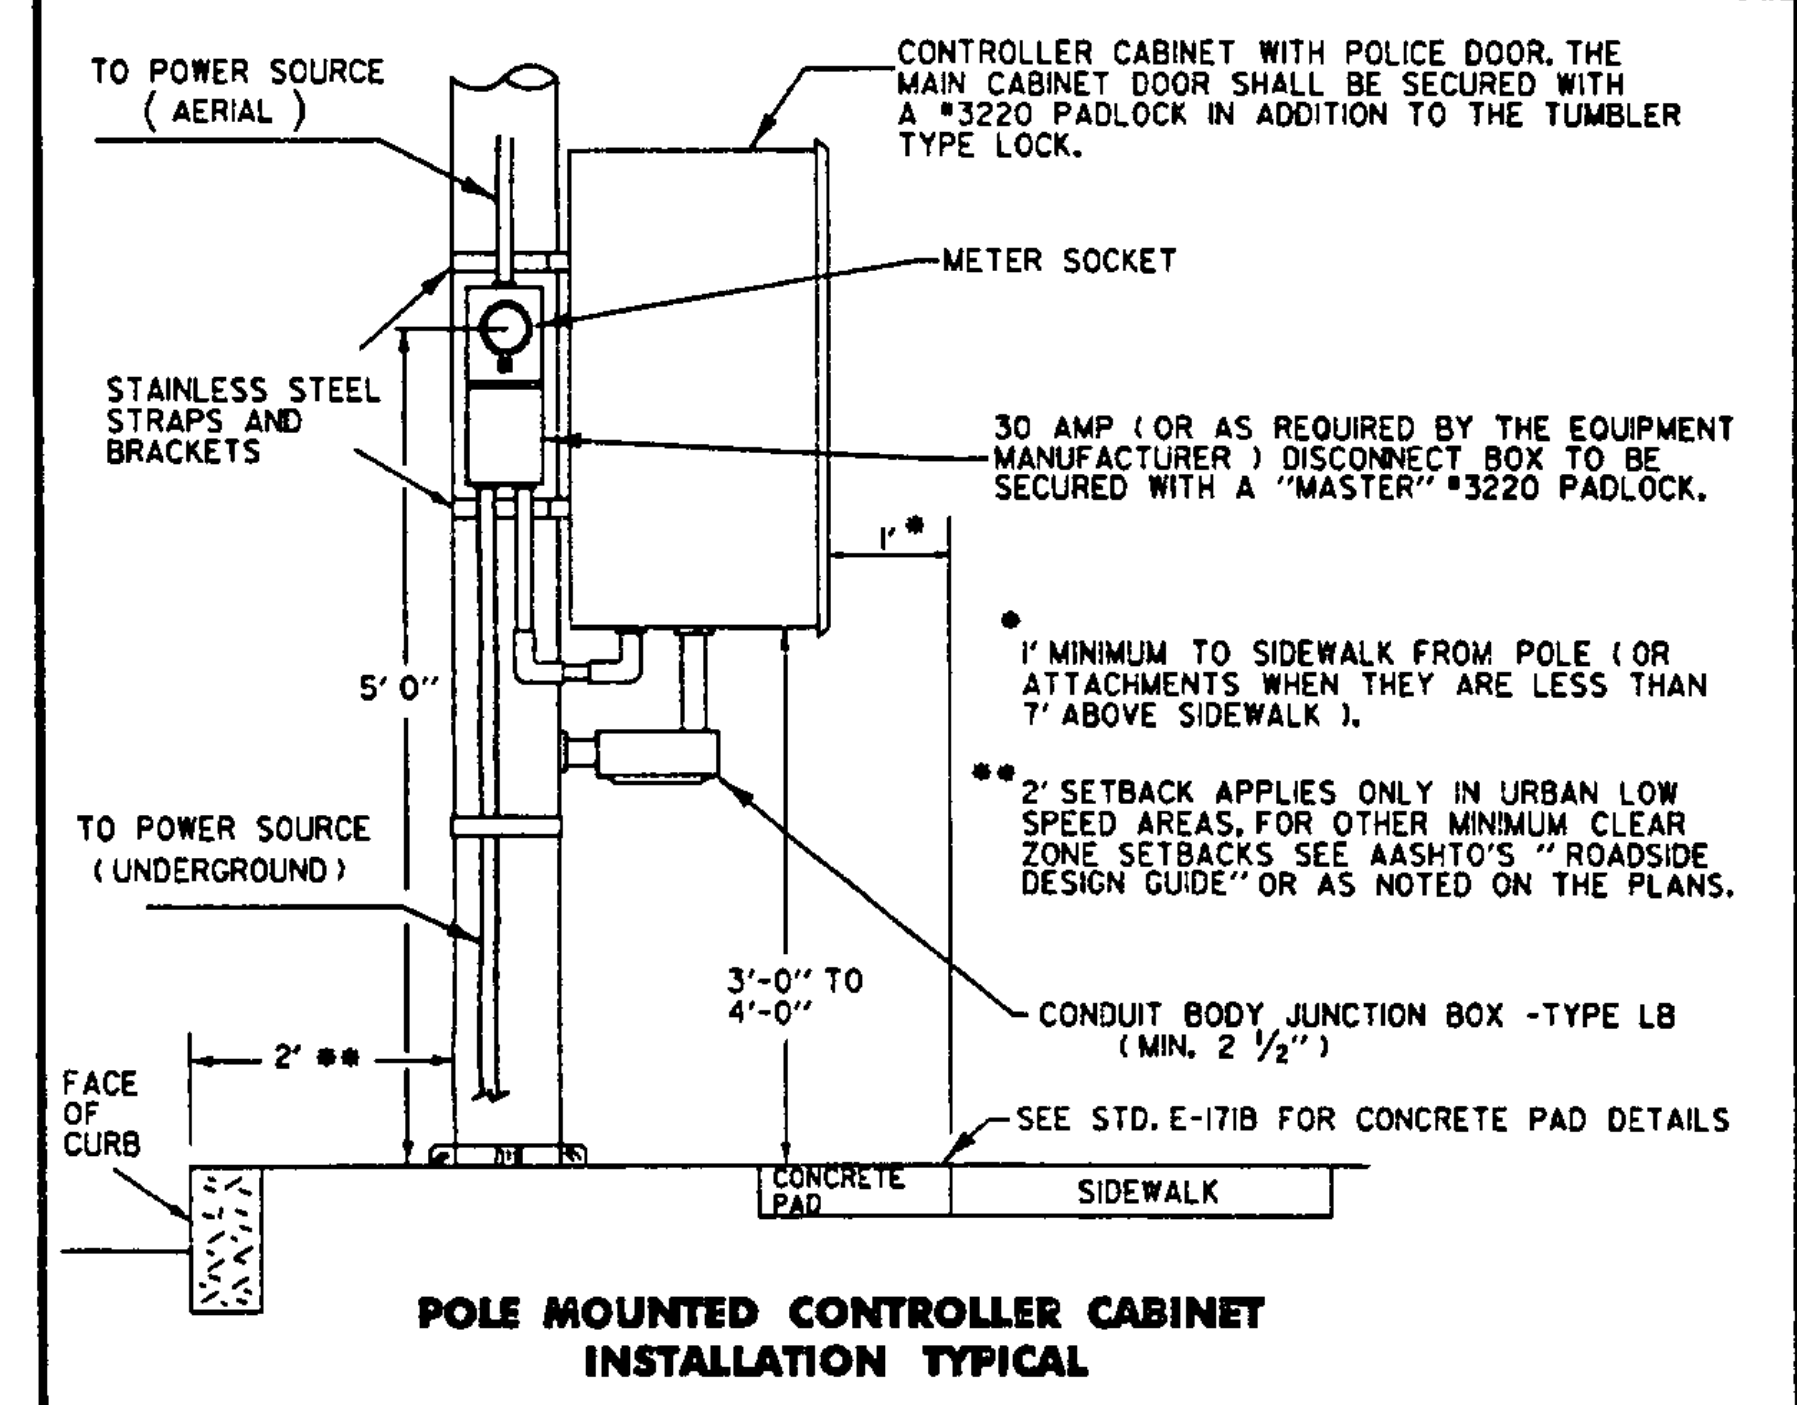 TO POWER SOURCE
( AERIAL )
CONTROLLER CABINET WITH POLICE DOOR. THE
MAIN CABINET DOOR SHALL BE SECURED WITH
A #3220 PADLOCK IN ADDITION TO THE TUMBLER
TYPE LOCK.
METER SOCKET
STAINLESS STEEL
STRAPS AND
BRACKETS
30 AMP ( OR AS REQUIRED BY THE EQUIPMENT
MANUFACTURER ) DISCONNECT BOX TO BE
SECURED WITH A "MASTER" #3220 PADLOCK.
1' *
*
1' MINIMUM TO SIDEWALK FROM POLE ( OR
ATTACHMENTS WHEN THEY ARE LESS THAN
7' ABOVE SIDEWALK ).
5' 0"
**
2' SETBACK APPLIES ONLY IN URBAN LOW
SPEED AREAS. FOR OTHER MINIMUM CLEAR
ZONE SETBACKS SEE AASHTO'S "ROADSIDE
DESIGN GUIDE" OR AS NOTED ON THE PLANS.
TO POWER SOURCE
( UNDERGROUND )
3'-0" TO
4'-0"
CONDUIT BODY JUNCTION BOX -TYPE LB
( MIN. 2 1/2" )
2' **
FACE
OF
CURB
SEE STD. E-171B FOR CONCRETE PAD DETAILS
CONCRETE
PAD
SIDEWALK
POLE MOUNTED CONTROLLER CABINET
INSTALLATION TYPICAL